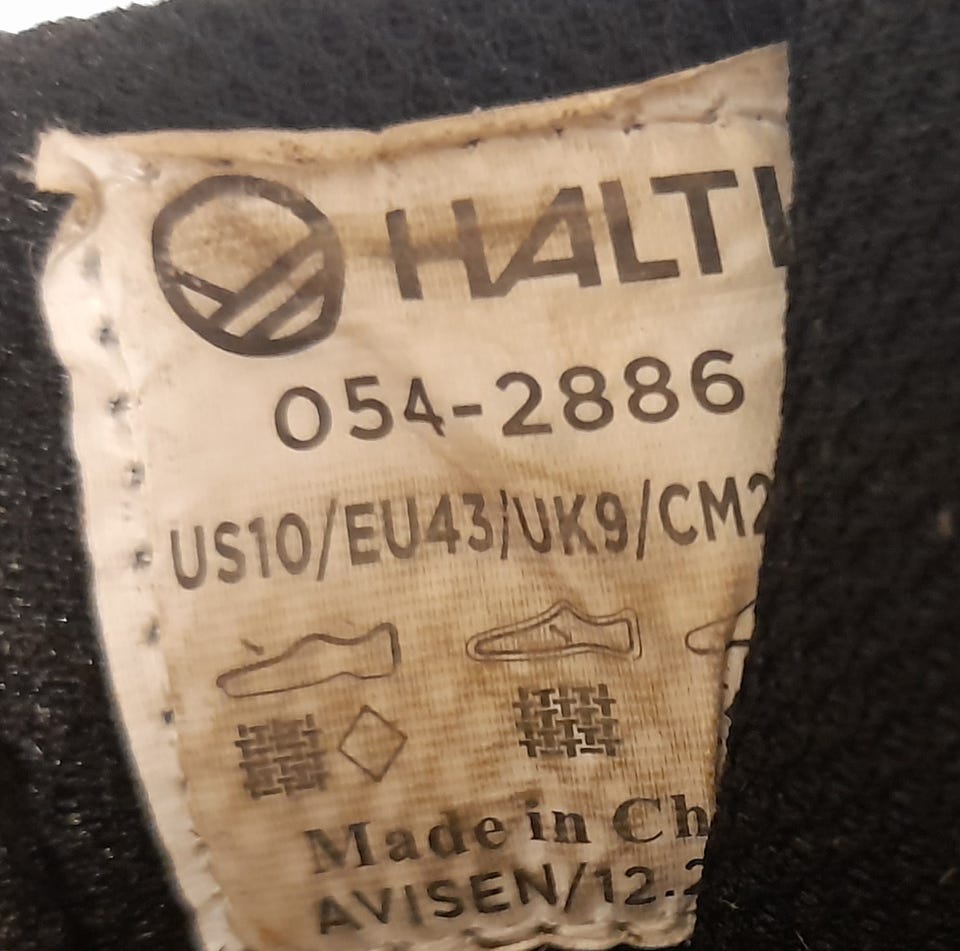 HALTI
054-2886
US10/EU43/UK9/CM2
Made in Ch
AVISEN/12.2